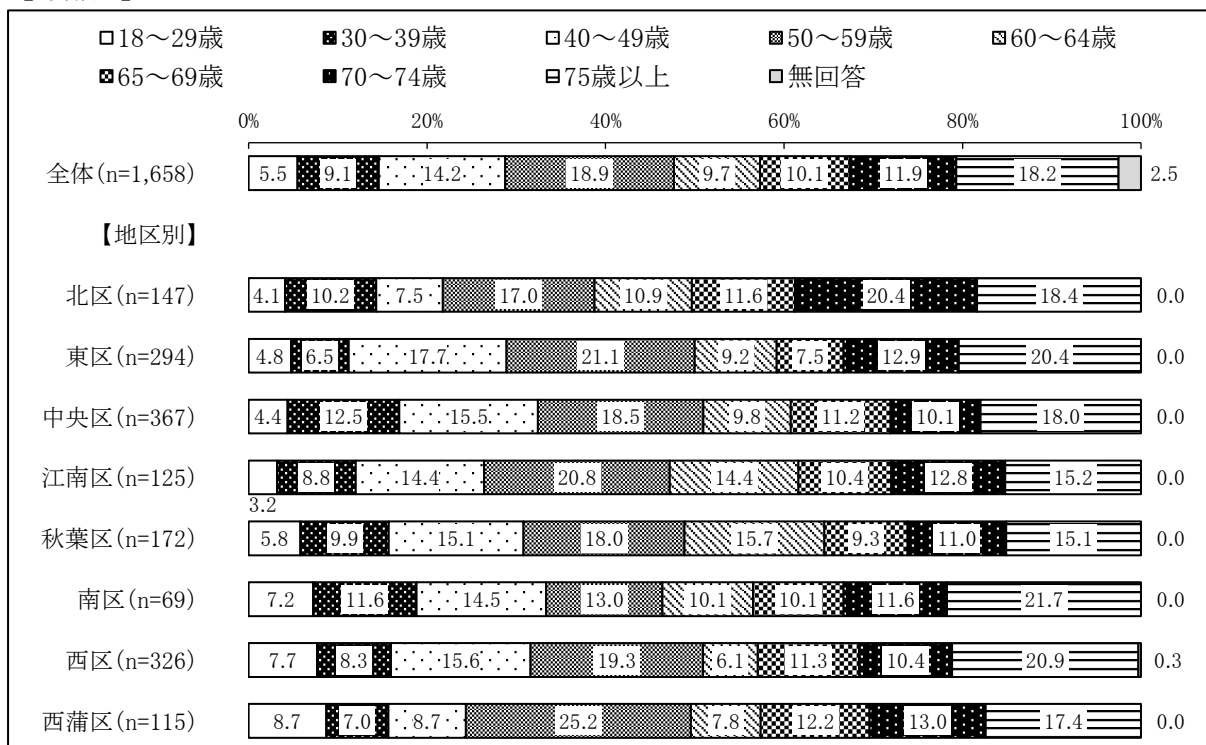 □18～29歳 ■30～39歳 □40～49歳 ■50～59歳 □60～64歳
■65～69歳 ■70～74歳 □75歳以上 □無回答
0% 20% 40% 60% 80% 100%
全体(n=1,658) 5.5 9.1 14.2 18.9 9.7 10.1 11.9 18.2 2.5
【地区別】
北区(n=147) 4.1 10.2 7.5 17.0 10.9 11.6 20.4 18.4 0.0
東区(n=294) 4.8 6.5 17.7 21.1 9.2 7.5 12.9 20.4 0.0
中央区(n=367) 4.4 12.5 15.5 18.5 9.8 11.2 10.1 18.0 0.0
江南区(n=125) 8.8 14.4 20.8 14.4 10.4 12.8 15.2 0.0
3.2
秋葉区(n=172) 5.8 9.9 15.1 18.0 15.7 9.3 11.0 15.1 0.0
南区(n=69) 7.2 11.6 14.5 13.0 10.1 10.1 11.6 21.7 0.0
西区(n=326) 7.7 8.3 15.6 19.3 6.1 11.3 10.4 20.9 0.3
西蒲区(n=115) 8.7 7.0 8.7 25.2 7.8 12.2 13.0 17.4 0.0